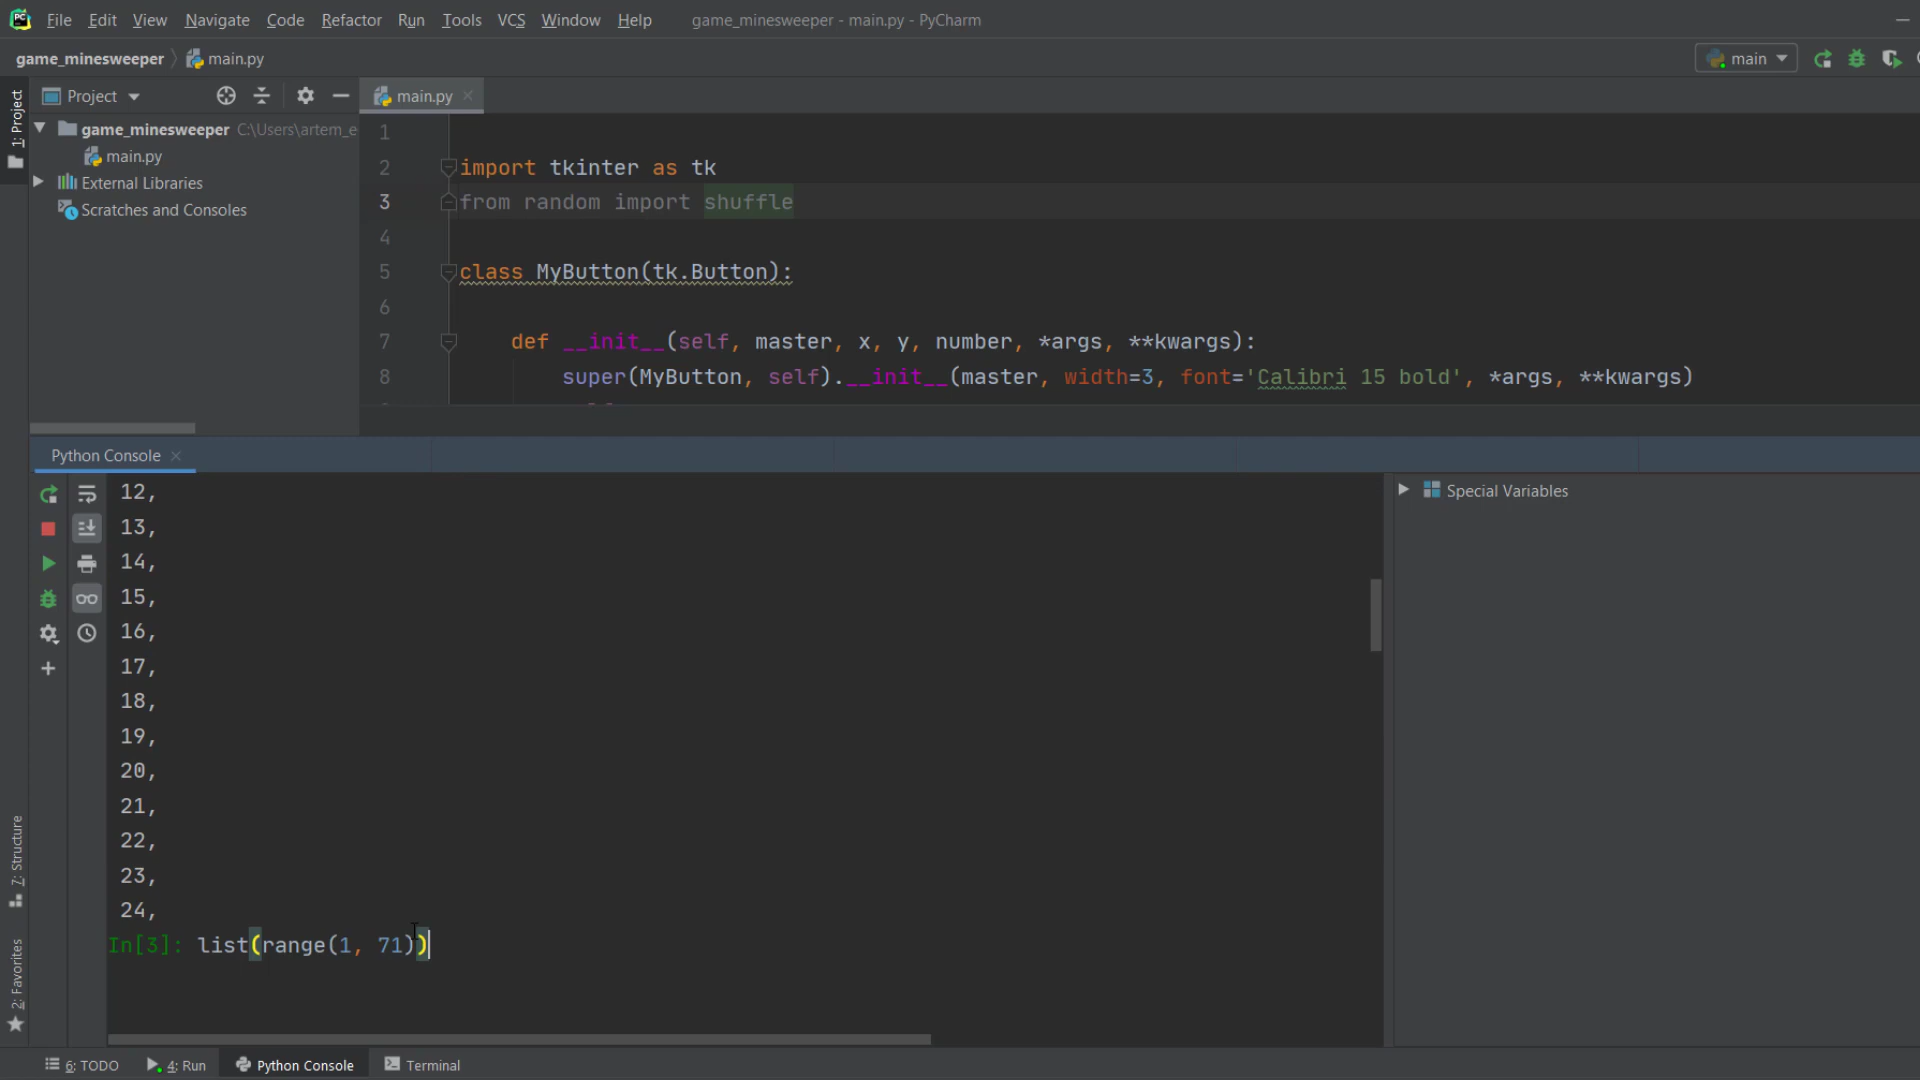 File Edit View Navigate Code Refactor Run Tools VCS Window Help game_minesweeper - main.py - PyCharm
game_minesweeper main.py main
1: Project
Project
main.py
game_minesweeper C:\Users\artem_e
main.py
External Libraries
Scratches and Consoles
1
2 import tkinter as tk
3 from random import shuffle
4
5 class MyButton(tk.Button):
6
7 def __init__(self, master, x, y, number, *args, **kwargs):
8 super(MyButton, self).__init__(master, width=3, font='Calibri 15 bold', *args, **kwargs)
Python Console
12,
13,
14,
15,
16,
17,
18,
19,
20,
21,
22,
23,
24,
In[3]: list(range(1, 71))
Special Variables
7: Structure
2: Favorites
6: TODO 4: Run Python Console Terminal